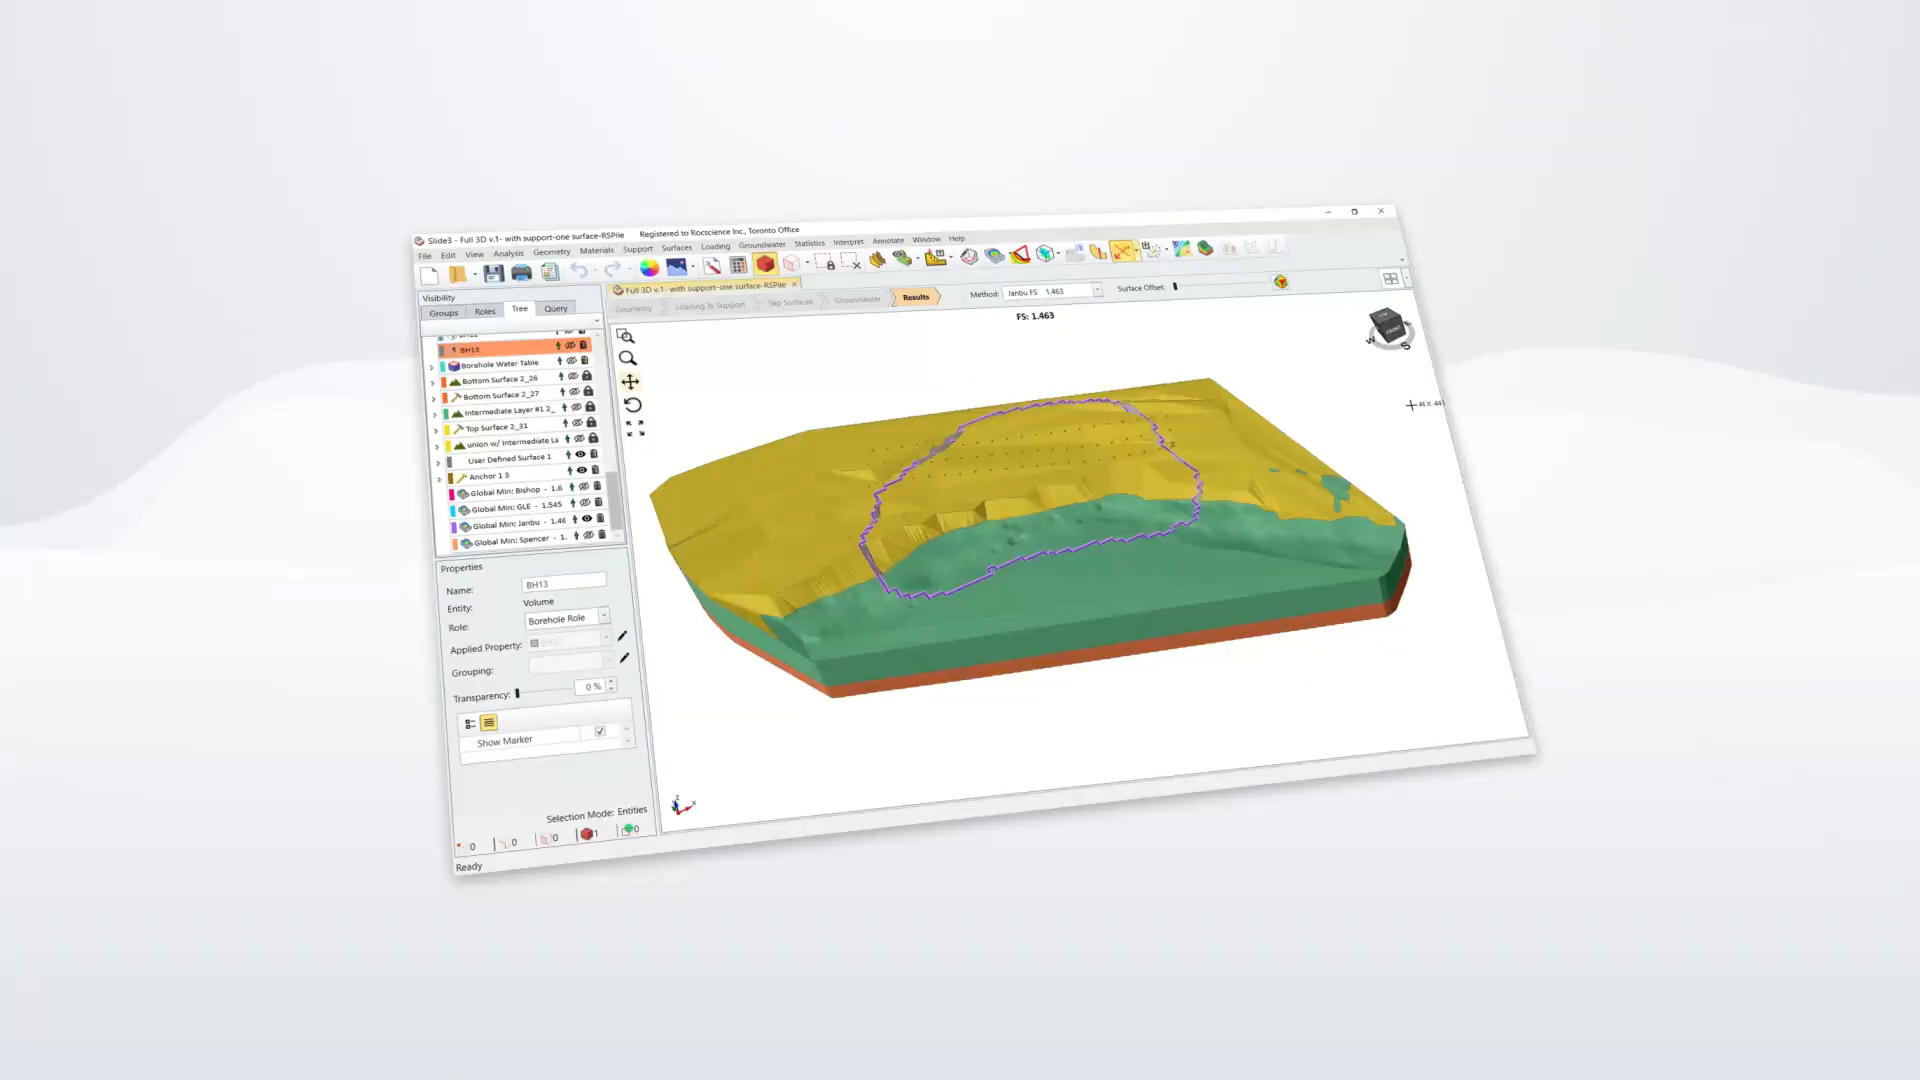 Slide3 - Full 3D v.1- with support-one surface-RSPile Registered to Rocscience Inc., Toronto Office
File Edit View Analysis Geometry Materials Support Surfaces Loading Groundwater Statistics Interpret Annotate Window Help
Visibility
Groups Roles Tree Query
BH13
Borehole Water Table
Bottom Surface 2_26
Bottom Surface 2_27
Intermediate Layer #1 2_
Top Surface 2_31
union w/ Intermediate La
User Defined Surface 1
Anchor 1 3
Global Min: Bishop - 1.6
Global Min: GLE - 1.545
Global Min: Janbu - 1.46
Global Min: Spencer - 1.
Full 3D v.1- with support-one surface-RSPile
Geometry Loading & Support Slip Surfaces Groundwater Results Method: Janbu FS 1.463 Surface Offset:
FS: 1.463
FRONT
W S
Properties
Name: BH13
Entity: Volume
Role: Borehole Role
Applied Property:
Grouping:
Transparency: 0 %
Show Marker
Selection Mode: Entities
0 0 0 1 0
Ready
Z
X